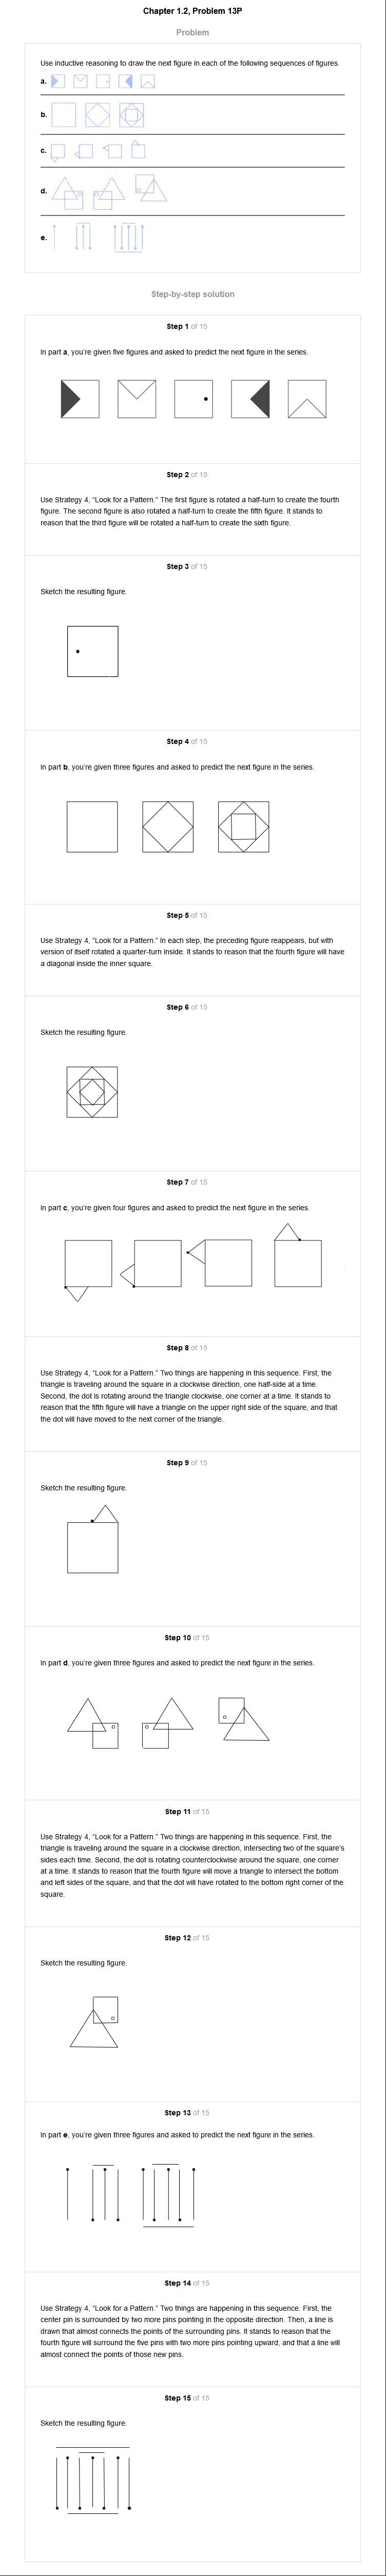 Chapter 1.2, Problem 13P
Problem
Use inductive reasoning to draw the next figure in each of the following sequences of figures.
a.
b.
c.
d.
e.
Step-by-step solution
Step 1 of 15
In part a, you're given five figures and asked to predict the next figure in the series.
Step 2 of 15
Use Strategy 4, “Look for a Pattern.” The first figure is rotated a half-turn to create the fourth
figure. The second figure is also rotated a half-turn to create the fifth figure. It stands to
reason that the third figure will be rotated a half-turn to create the sixth figure.
Step 3 of 15
Sketch the resulting figure.
Step 4 of 15
In part b, you're given three figures and asked to predict the next figure in the series.
Step 5 of 15
Use Strategy 4, “Look for a Pattern.” In each step, the preceding figure reappears, but with
version of itself rotated a quarter-turn inside. It stands to reason that the fourth figure will have
a diagonal inside the inner square.
Step 6 of 15
Sketch the resulting figure.
Step 7 of 15
In part c, you're given four figures and asked to predict the next figure in the series.
Step 8 of 15
Use Strategy 4, “Look for a Pattern.” Two things are happening in this sequence. First, the
triangle is traveling around the square in a clockwise direction, one half-side at a time.
Second, the dot is rotating around the triangle clockwise, one corner at a time. It stands to
reason that the fifth figure will have a triangle on the upper right side of the square, and that
the dot will have moved to the next corner of the triangle.
Step 9 of 15
Sketch the resulting figure.
Step 10 of 15
In part d, you're given three figures and asked to predict the next figure in the series.
Step 11 of 15
Use Strategy 4, “Look for a Pattern.” Two things are happening in this sequence. First, the
triangle is traveling around the square in a clockwise direction, intersecting two of the square's
sides each time. Second, the dot is rotating counterclockwise around the square, one corner
at a time. It stands to reason that the fourth figure will move a triangle to intersect the bottom
and left sides of the square, and that the dot will have rotated to the bottom right corner of the
square.
Step 12 of 15
Sketch the resulting figure.
Step 13 of 15
In part e, you're given three figures and asked to predict the next figure in the series.
Step 14 of 15
Use Strategy 4, “Look for a Pattern.” Two things are happening in this sequence. First, the
center pin is surrounded by two more pins pointing in the opposite direction. Then, a line is
drawn that almost connects the points of the surrounding pins. It stands to reason that the
fourth figure will surround the five pins with two more pins pointing upward, and that a line will
almost connect the points of those new pins.
Step 15 of 15
Sketch the resulting figure.